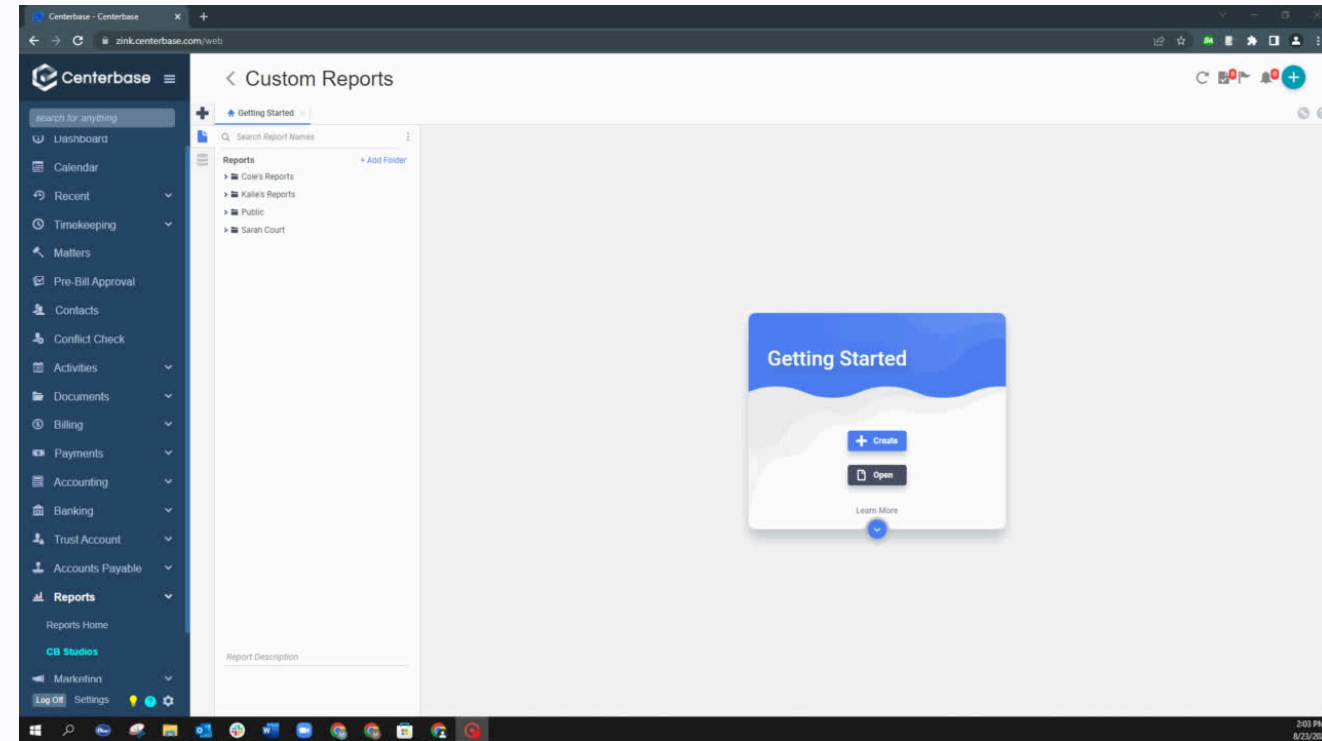 Centerbase - Centerbase
zink.centerbase.com/web
Centerbase
Custom Reports
search for anything
Getting Started
Dashboard
Search Report Names
Calendar
Reports
+ Add Folder
Cole's Reports
Recent
Kalie's Reports
Public
Timekeeping
Sarah Court
Matters
Pre-Bill Approval
Contacts
Conflict Check
Getting Started
Activities
Documents
Billing
Create
Payments
Open
Accounting
Banking
Learn More
Trust Account
Accounts Payable
Reports
Reports Home
CB Studios
Report Description
Marketing
Log Off
Settings
2:03 PM